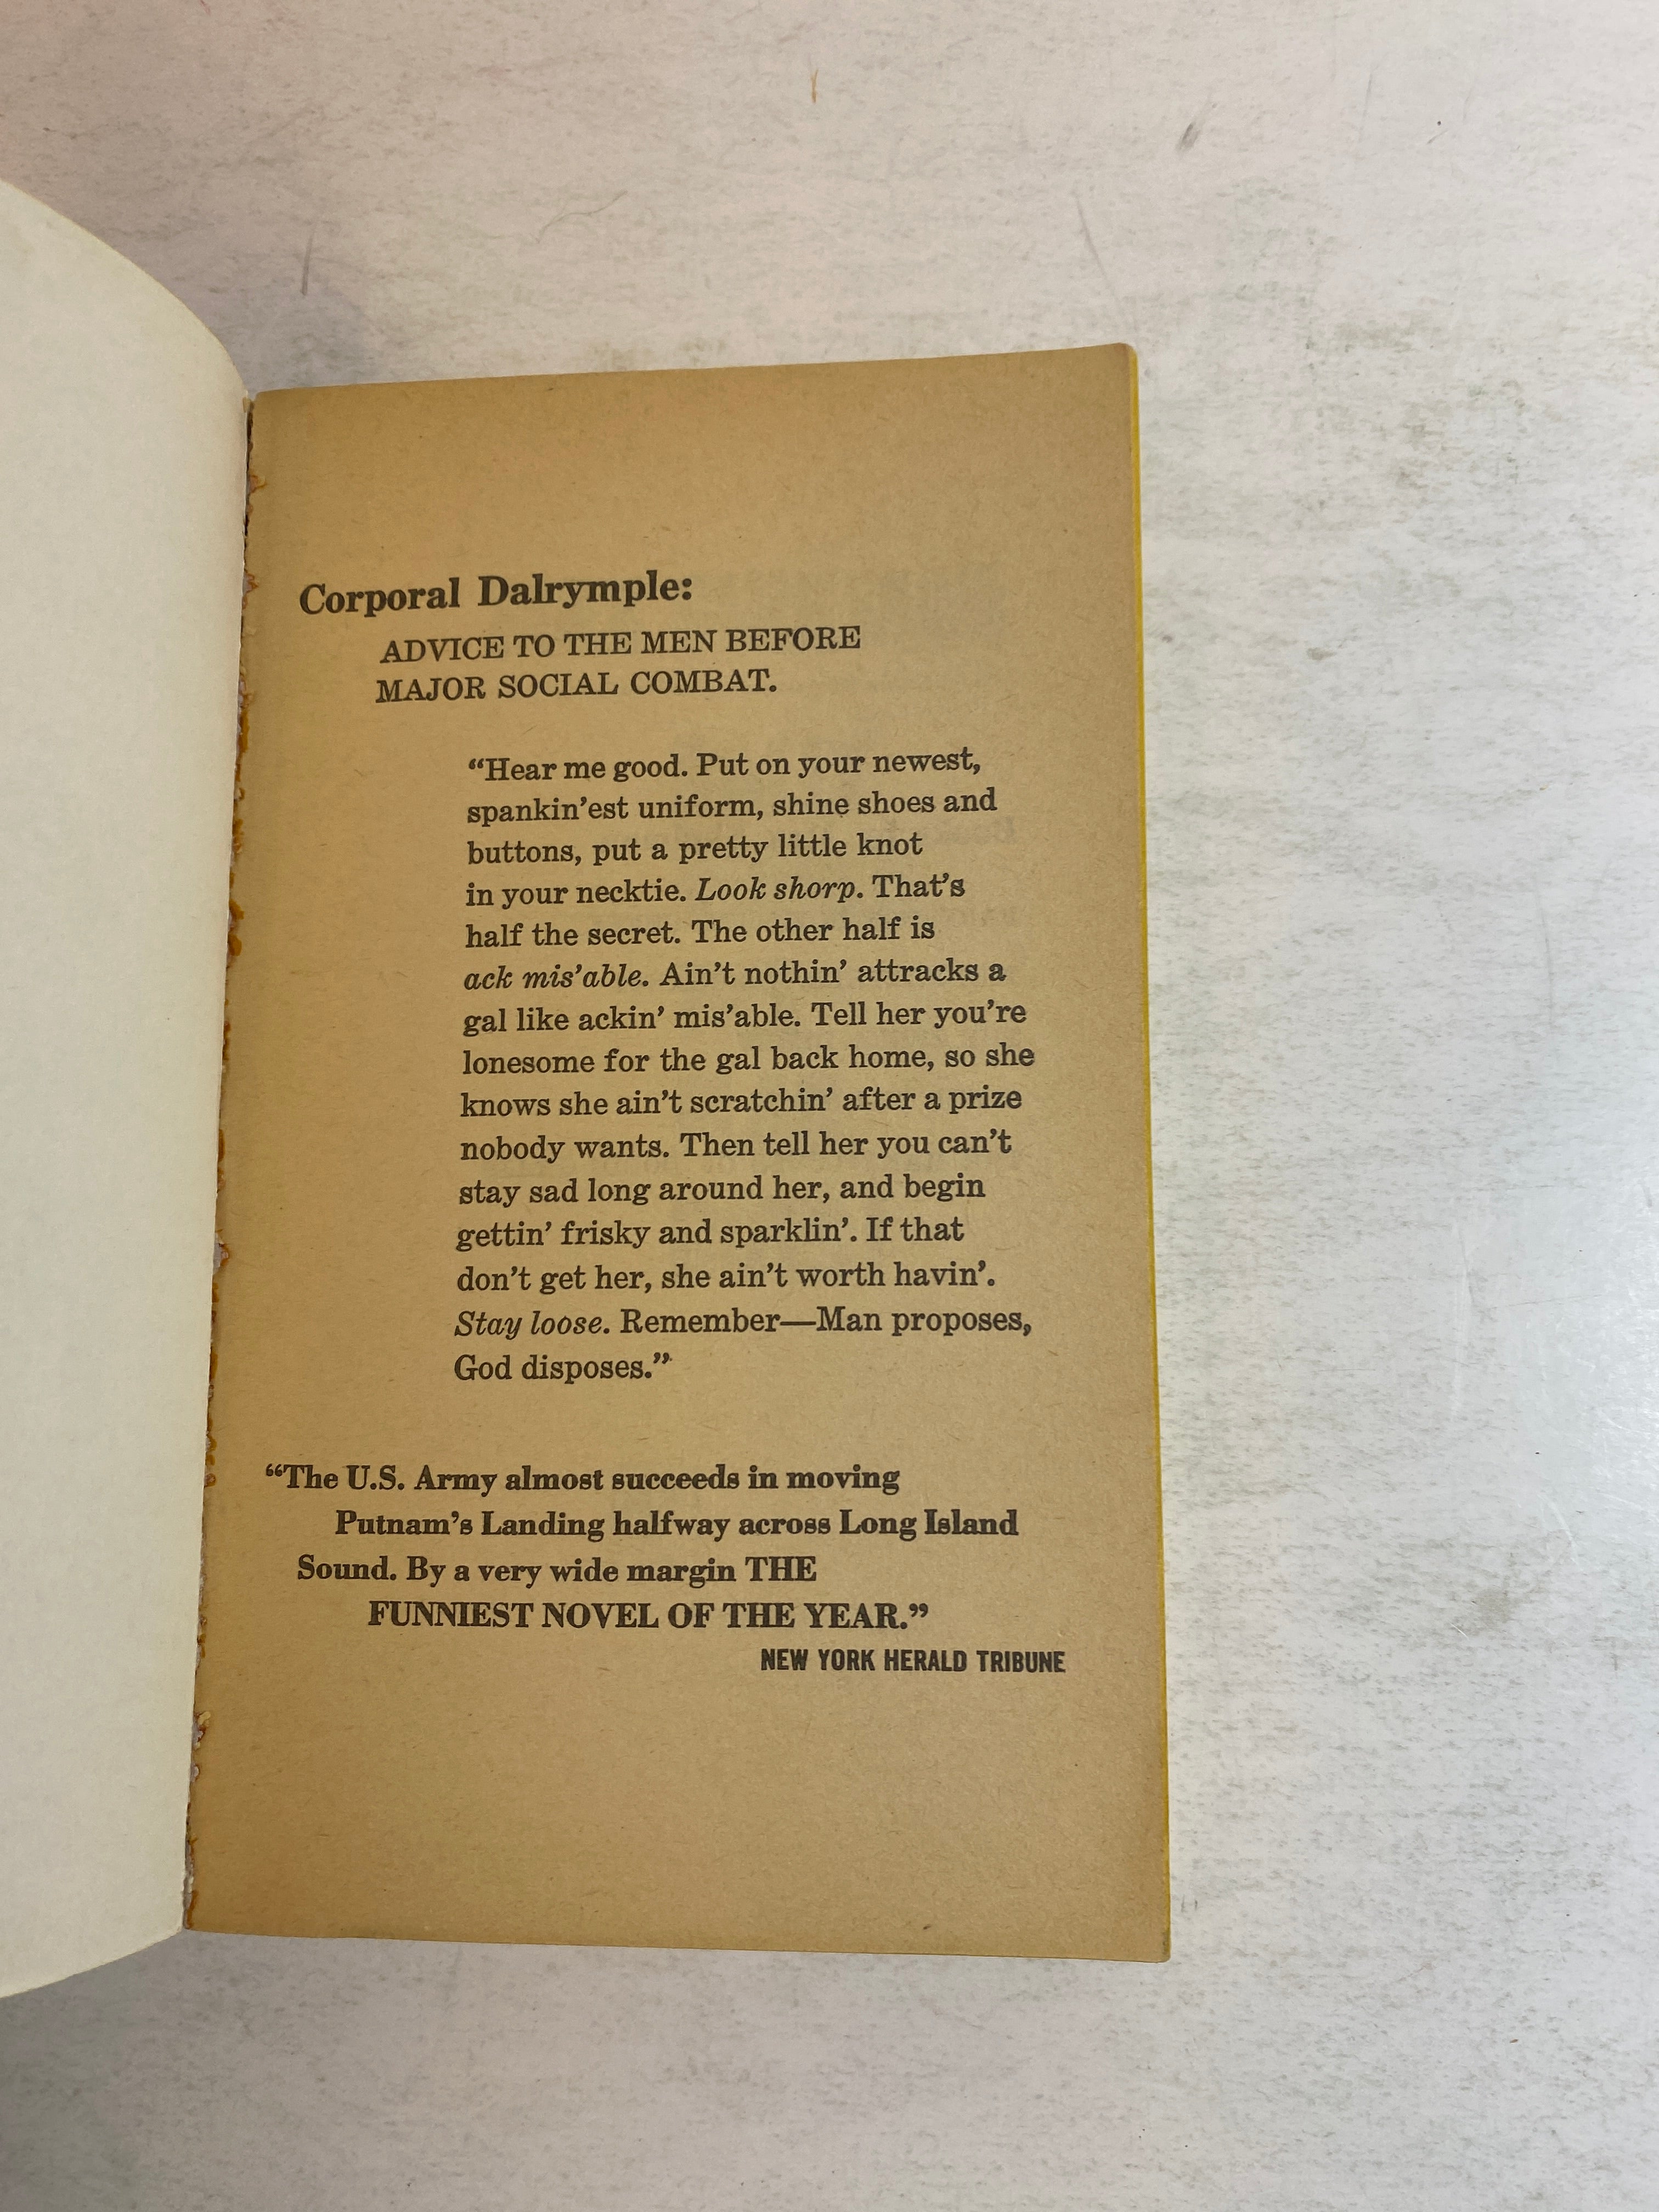 Corporal Dalrymple:
ADVICE TO THE MEN BEFORE
MAJOR SOCIAL COMBAT.
“Hear me good. Put on your newest,
spankin’est uniform, shine shoes and
buttons, put a pretty little knot
in your necktie. Look shorp. That’s
half the secret. The other half is
ack mis’able. Ain’t nothin’ attracks a
gal like ackin’ mis’able. Tell her you’re
lonesome for the gal back home, so she
knows she ain’t scratchin’ after a prize
nobody wants. Then tell her you can’t
stay sad long around her, and begin
gettin’ frisky and sparklin’. If that
don’t get her, she ain’t worth havin’.
Stay loose. Remember—Man proposes,
God disposes.”
“The U.S. Army almost succeeds in moving
Putnam’s Landing halfway across Long Island
Sound. By a very wide margin THE
FUNNIEST NOVEL OF THE YEAR.”
NEW YORK HERALD TRIBUNE